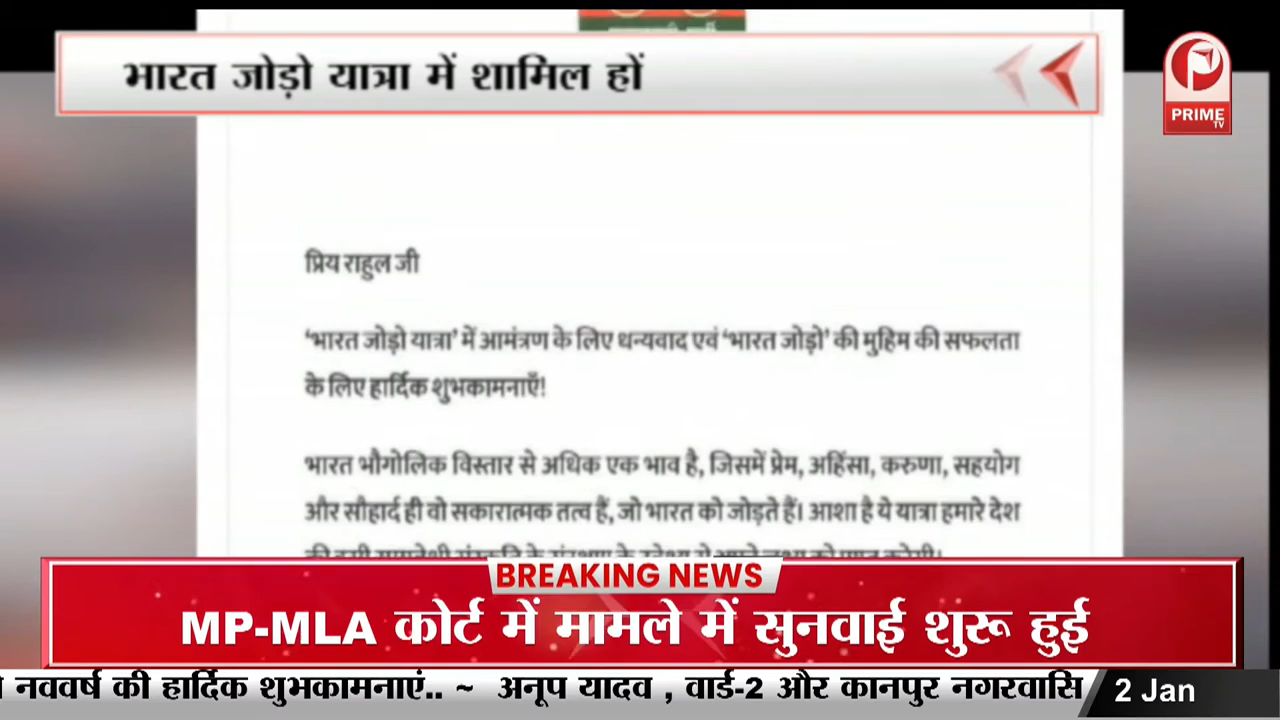 भारत जोड़ो यात्रा में शामिल हों
PRIME
TV
प्रिय राहुल जी
‘भारत जोड़ो यात्रा’ में आमंत्रण के लिए धन्यवाद एवं ‘भारत जोड़ो’ की मुहिम की सफलता
के लिए हार्दिक शुभकामनाएँ!
भारत भौगोलिक विस्तार से अधिक एक भाव है, जिसमें प्रेम, अहिंसा, करुणा, सहयोग
और सौहार्द ही वो सकारात्मक तत्व हैं, जो भारत को जोड़ते हैं। आशा है ये यात्रा हमारे देश
BREAKING NEWS
MP-MLA कोर्ट में मामले में सुनवाई शुरू हुई
नववर्ष की हार्दिक शुभकामनाएं.. ~ अनूप यादव , वार्ड-2 और कानपुर नगरवासि
2 Jan